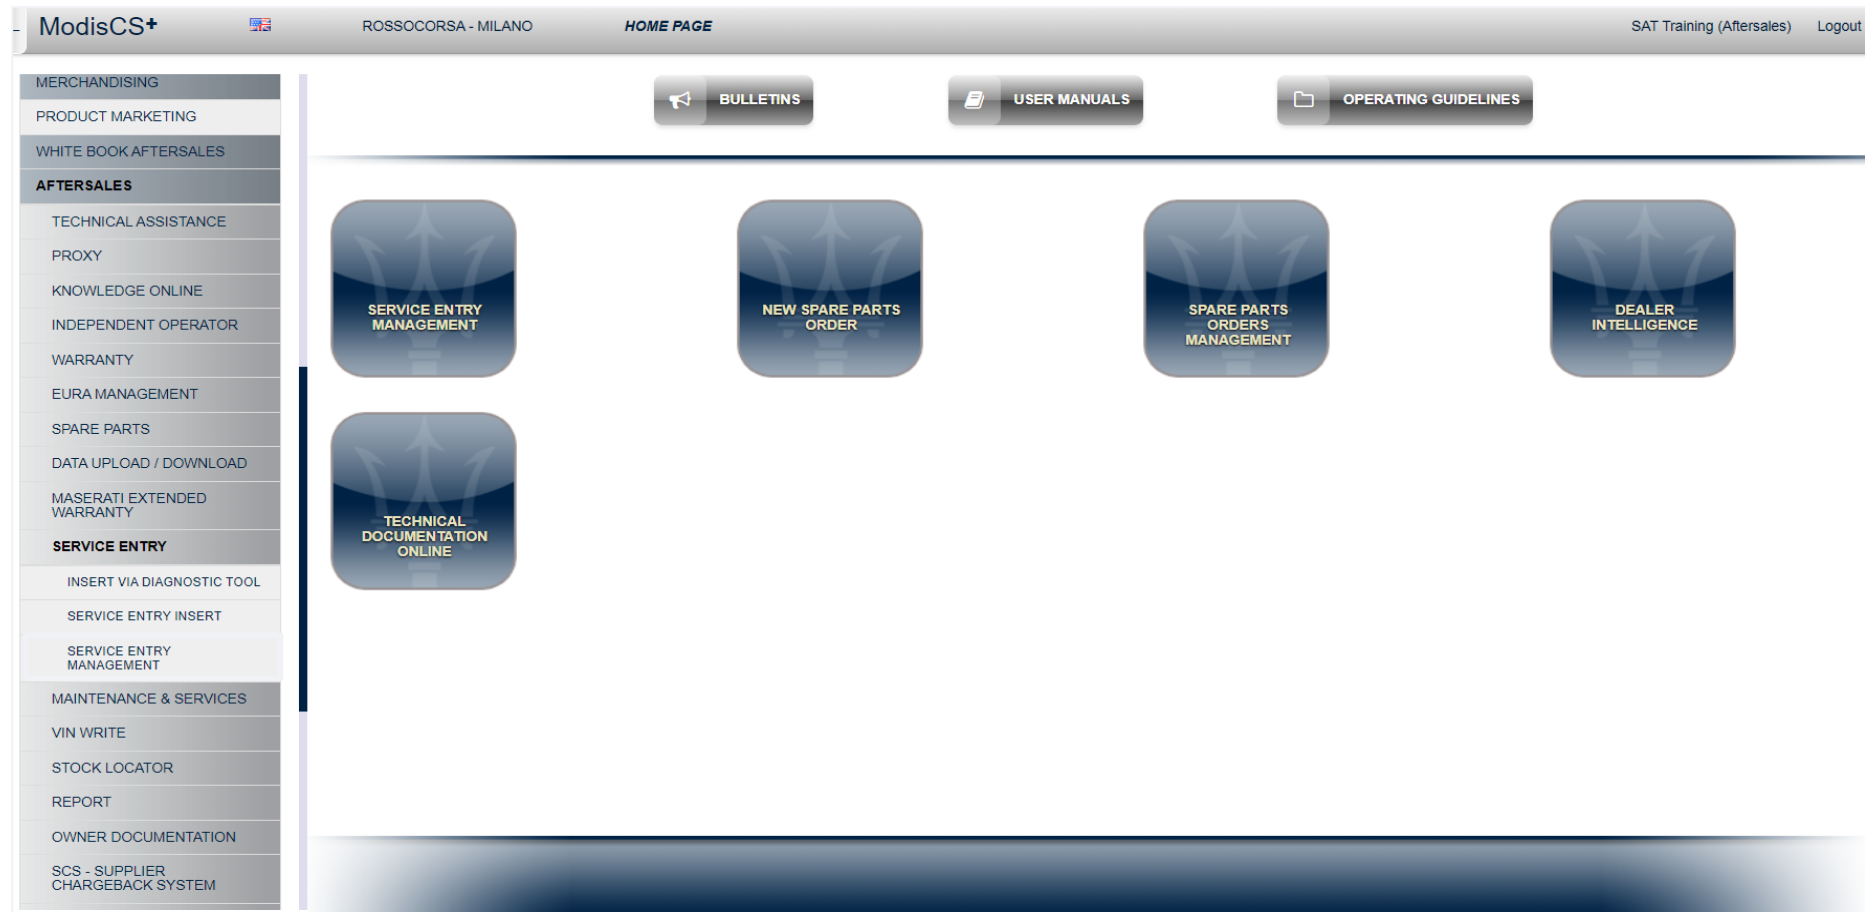 ModisCS+
ROSSOCORSA - MILANO
HOME PAGE
SAT Training (Aftersales)
Logout
MERCHANDISING
PRODUCT MARKETING
WHITE BOOK AFTERSALES
AFTERSALES
TECHNICAL ASSISTANCE
PROXY
KNOWLEDGE ONLINE
INDEPENDENT OPERATOR
WARRANTY
EURA MANAGEMENT
SPARE PARTS
DATA UPLOAD / DOWNLOAD
MASERATI EXTENDED
WARRANTY
SERVICE ENTRY
INSERT VIA DIAGNOSTIC TOOL
SERVICE ENTRY INSERT
SERVICE ENTRY
MANAGEMENT
MAINTENANCE & SERVICES
VIN WRITE
STOCK LOCATOR
REPORT
OWNER DOCUMENTATION
SCS - SUPPLIER
CHARGEBACK SYSTEM
BULLETINS
USER MANUALS
OPERATING GUIDELINES
SERVICE ENTRY
MANAGEMENT
NEW SPARE PARTS
ORDER
SPARE PARTS
ORDERS
MANAGEMENT
DEALER
INTELLIGENCE
TECHNICAL
DOCUMENTATION
ONLINE